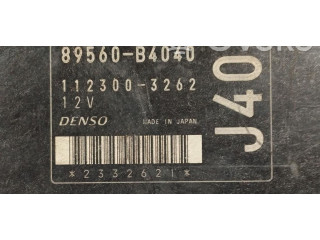 89560-B4040
112300-3262
12V
DENSO MADE IN JAPAN
*2332621*
J40